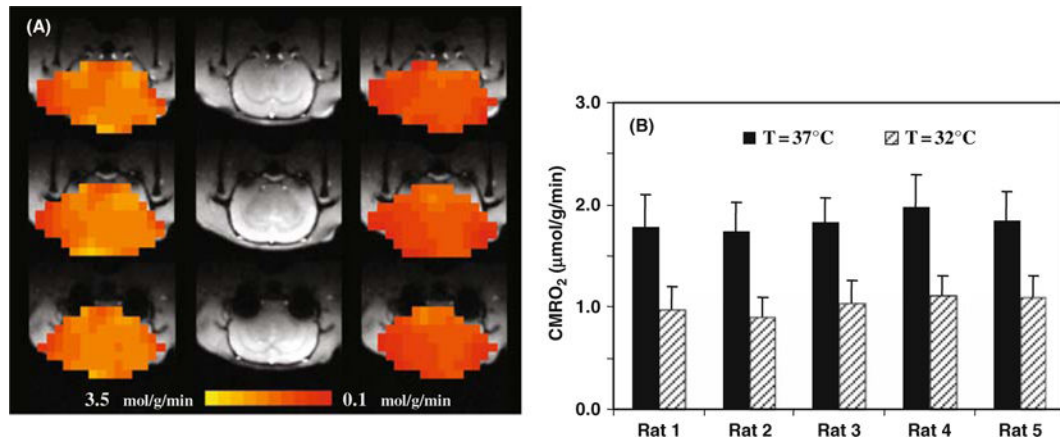 (A)
3.5 mol/g/min 0.1 mol/g/min
(B)
T = 37°C T = 32°C
CMRO₂ (μmol/g/min)
3.0
2.0
1.0
0.0
Rat 1 Rat 2 Rat 3 Rat 4 Rat 5